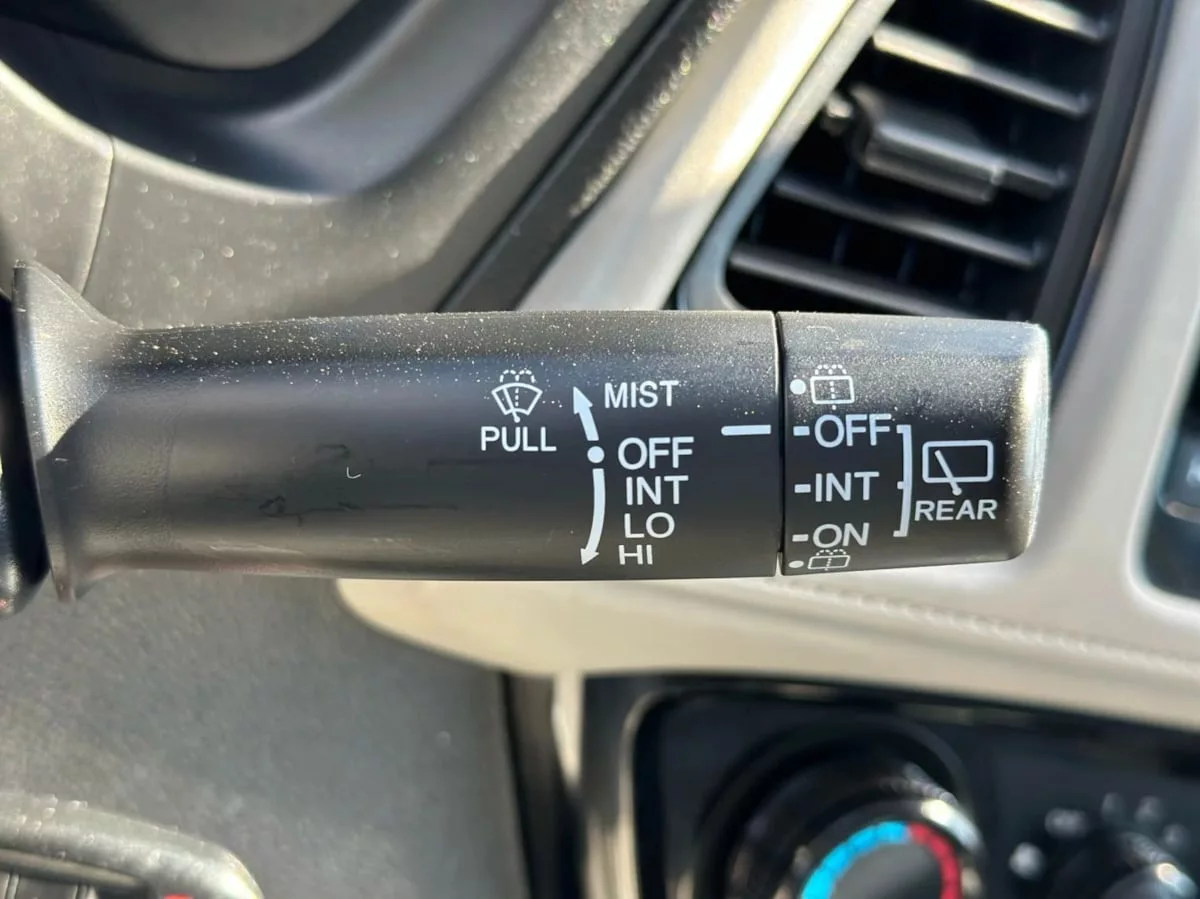 PULL
MIST
OFF
INT
LO
HI
OFF
INT
ON
REAR